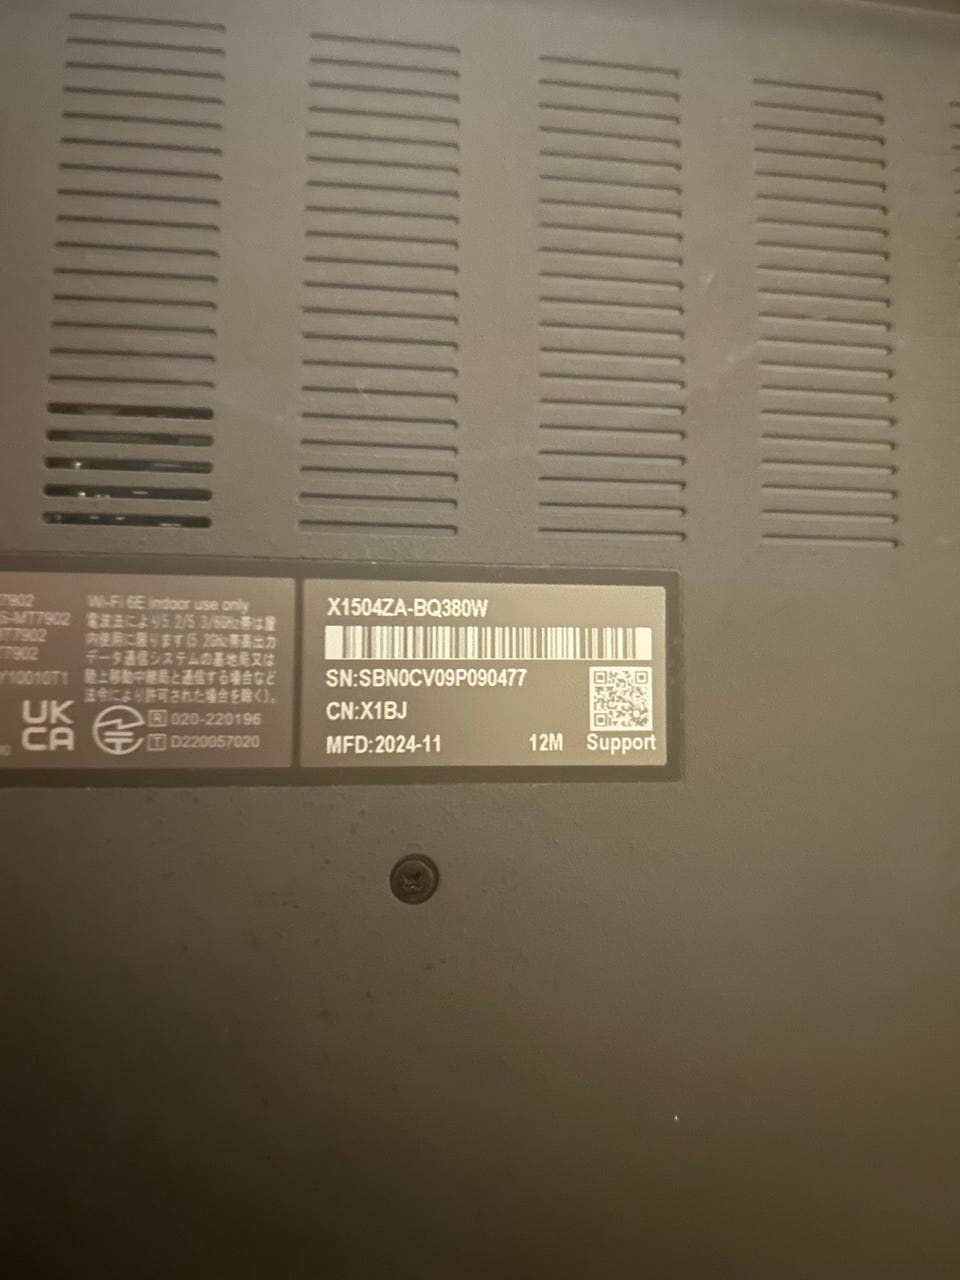 7902
S-MT7902
MT7902
T7902
Y10010T1
Wi-Fi 6E indoor use only
電波法により5.2/5.3/6GHz帯は屋
内使用に限ります(5.2GHz帯高出力
データ通信システムの基地局又は
陸上移動中継局と通信する場合など
法令により許可された場合を除く)。
UK
CA
R 020-220196
T D220057020
X1504ZA-BQ380W
SN:SBN0CV09P090477
CN:X1BJ
MFD:2024-11 12M Support